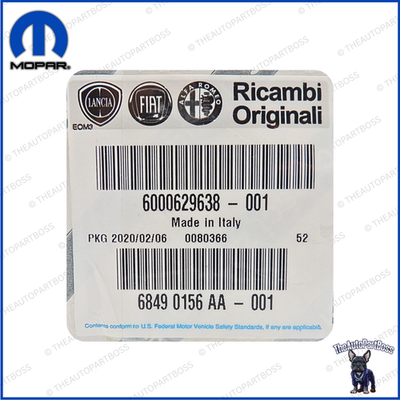 MOPAR®
LANCIA
FIAT
ALFA ROMEO
Ricambi
Originali
EOM3
6000629638 - 001
Made in Italy
PKG 2020/02/06 0080366 52
6849 0156 AA - 001
Contents conform to U.S. Federal Motor Vehicle Safety Standards, if any are applicable.
TheAutoPartBoss
© THEAUTOPARTBOSS